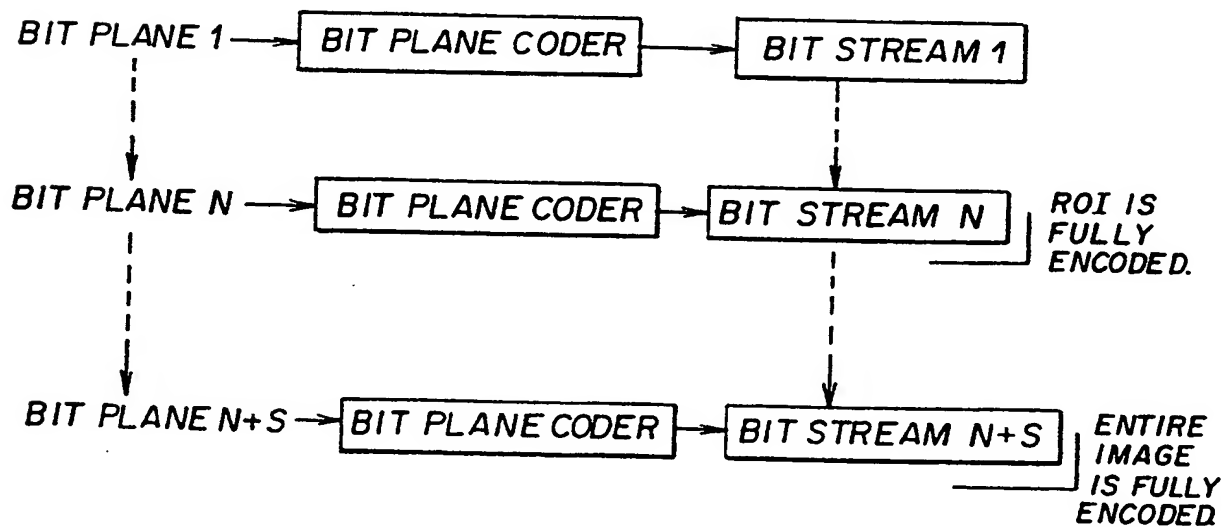 BIT PLANE 1
BIT PLANE CODER
BIT STREAM 1
BIT PLANE N
BIT PLANE CODER
BIT STREAM N
ROI IS
FULLY
ENCODED.
BIT PLANE N+S
BIT PLANE CODER
BIT STREAM N+S
ENTIRE
IMAGE
IS FULLY
ENCODED